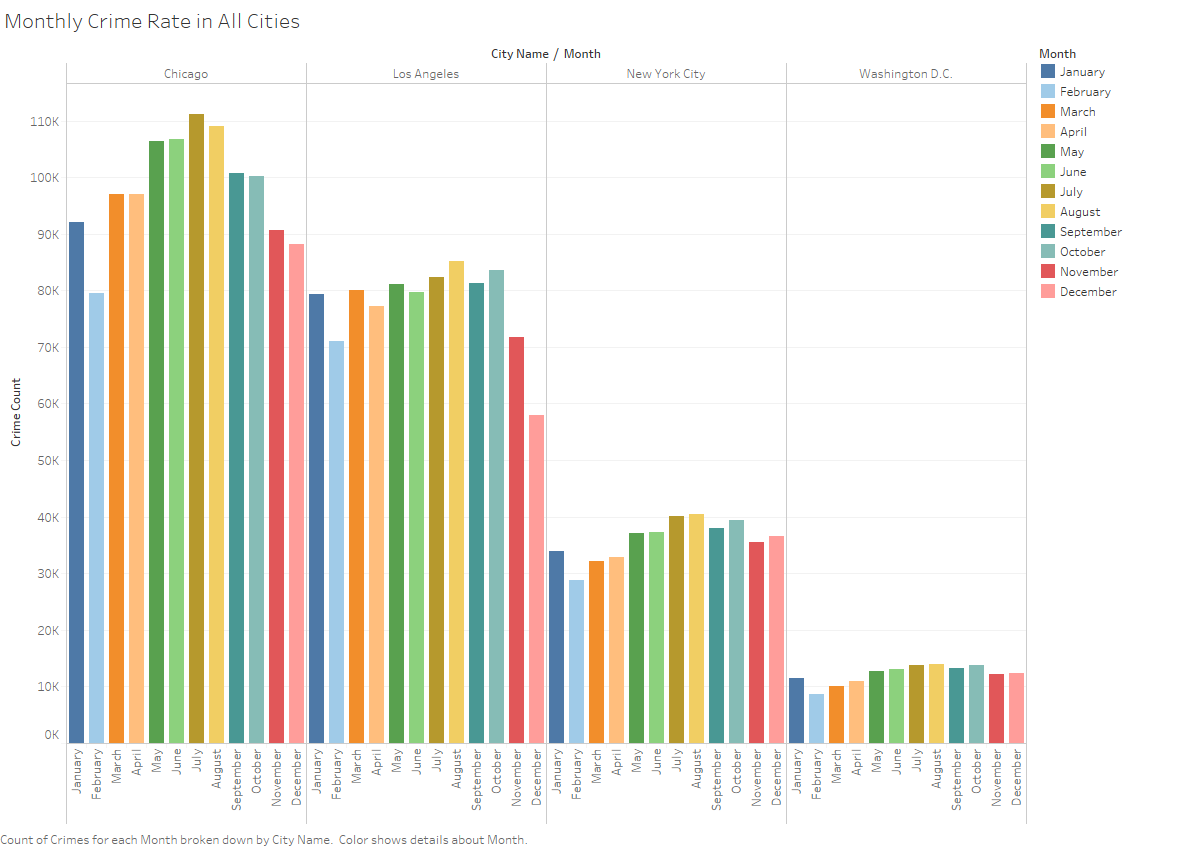 Monthly Crime Rate in All Cities
City Name / Month
Chicago
Los Angeles
New York City
Washington D.C.
Month
January
February
March
April
May
June
July
August
September
October
November
December
Crime Count
110K
100K
90K
80K
70K
60K
50K
40K
30K
20K
10K
0K
January
February
March
April
May
June
July
August
September
October
November
December
January
February
March
April
May
June
July
August
September
October
November
December
January
February
March
April
May
June
July
August
September
October
November
December
January
February
March
April
May
June
July
August
September
October
November
December
Count of Crimes for each Month broken down by City Name. Color shows details about Month.